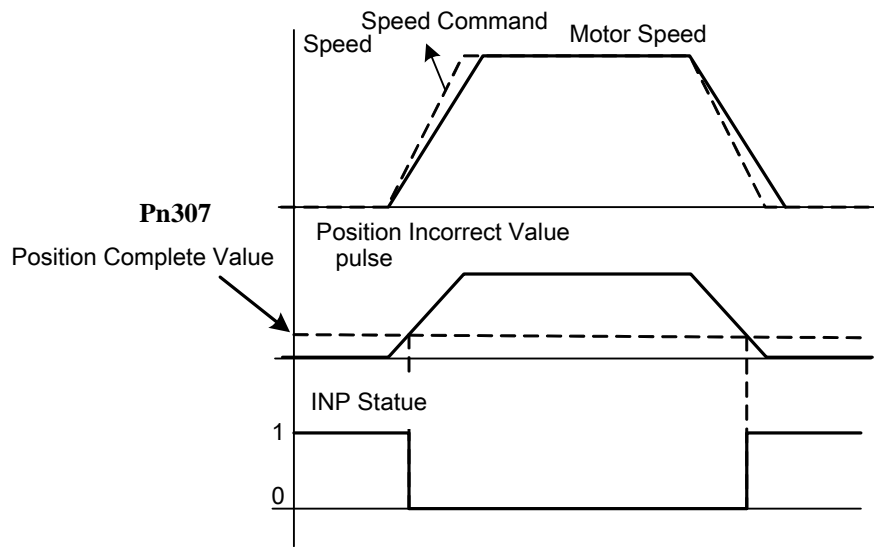 Speed Command
Speed
Motor Speed
Pn307
Position Complete Value
Position Incorrect Value
pulse
INP Statue
1
0